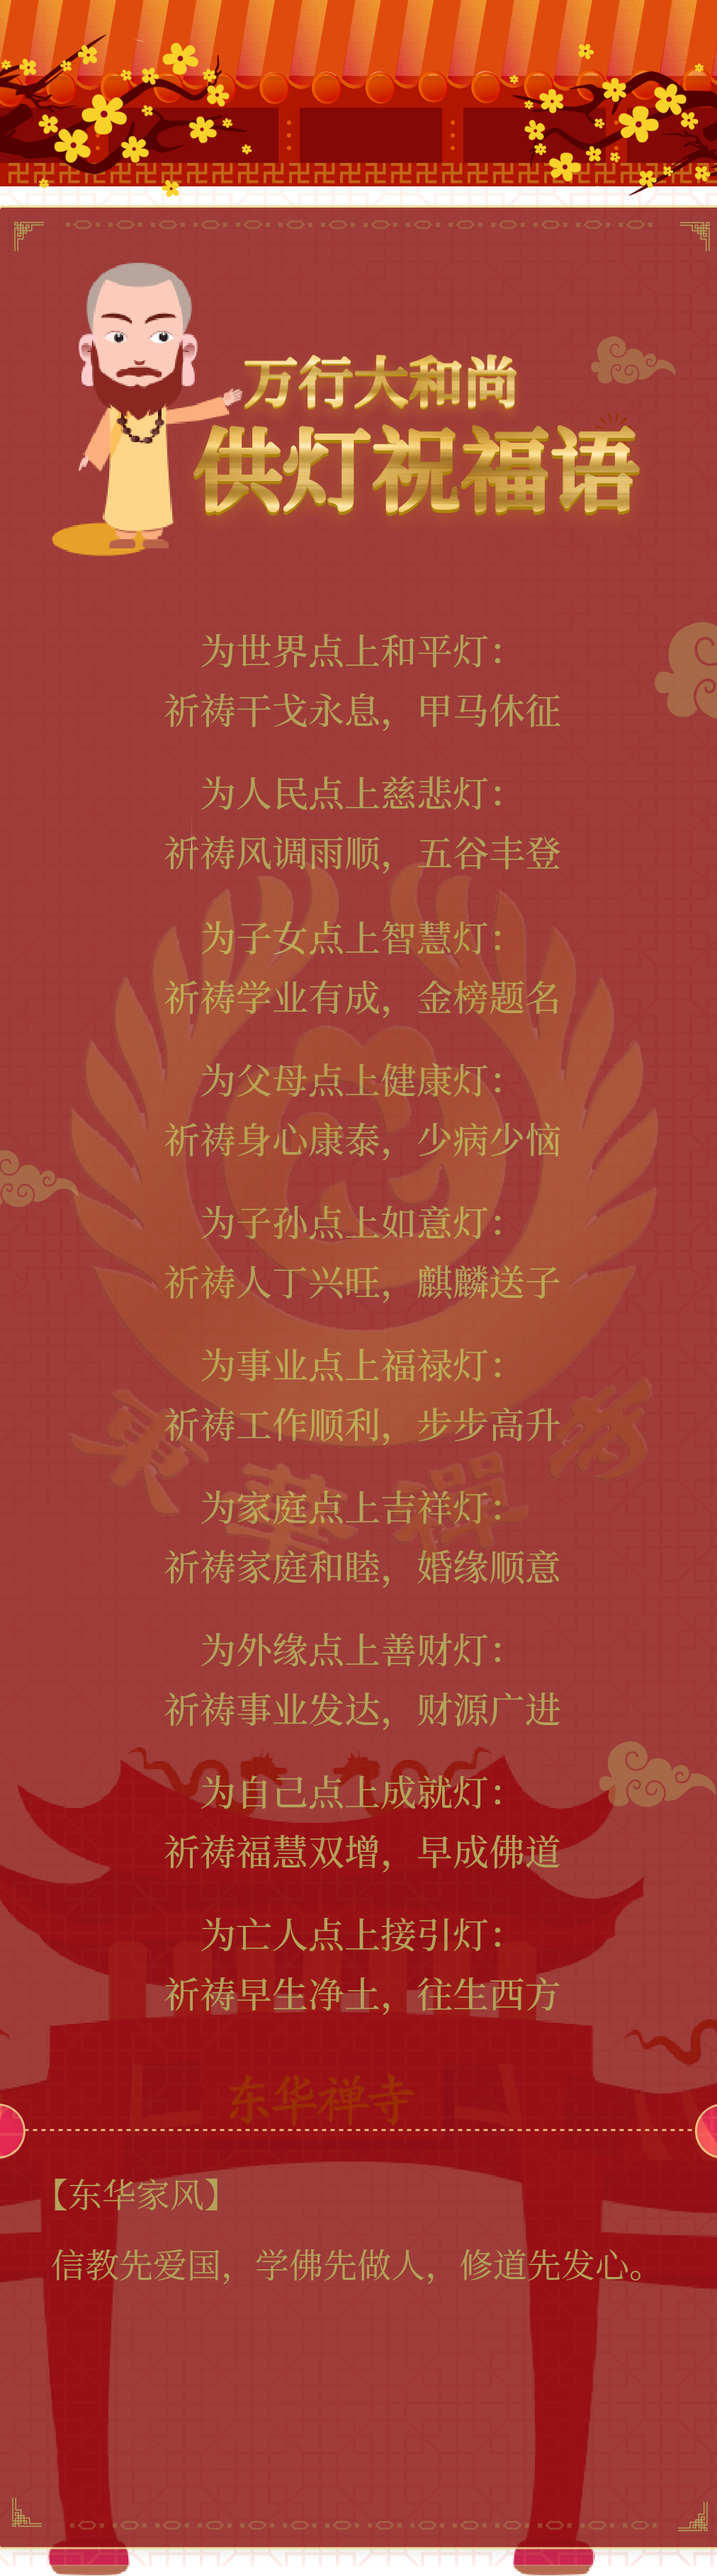 万行大和尚
供灯祝福语
为世界点上和平灯：
祈祷干戈永息，甲马休征
为人民点上慈悲灯：
祈祷风调雨顺，五谷丰登
为子女点上智慧灯：
祈祷学业有成，金榜题名
为父母点上健康灯：
祈祷身心康泰，少病少恼
为子孙点上如意灯：
祈祷人丁兴旺，麒麟送子
为事业点上福禄灯：
祈祷工作顺利，步步高升
東華禪寺
为家庭点上吉祥灯：
祈祷家庭和睦，婚缘顺意
为外缘点上善财灯：
祈祷事业发达，财源广进
为自己点上成就灯：
祈祷福慧双增，早成佛道
为亡人点上接引灯：
祈祷早生净土，往生西方
东华禅寺
【东华家风】
信教先爱国，学佛先做人，修道先发心。